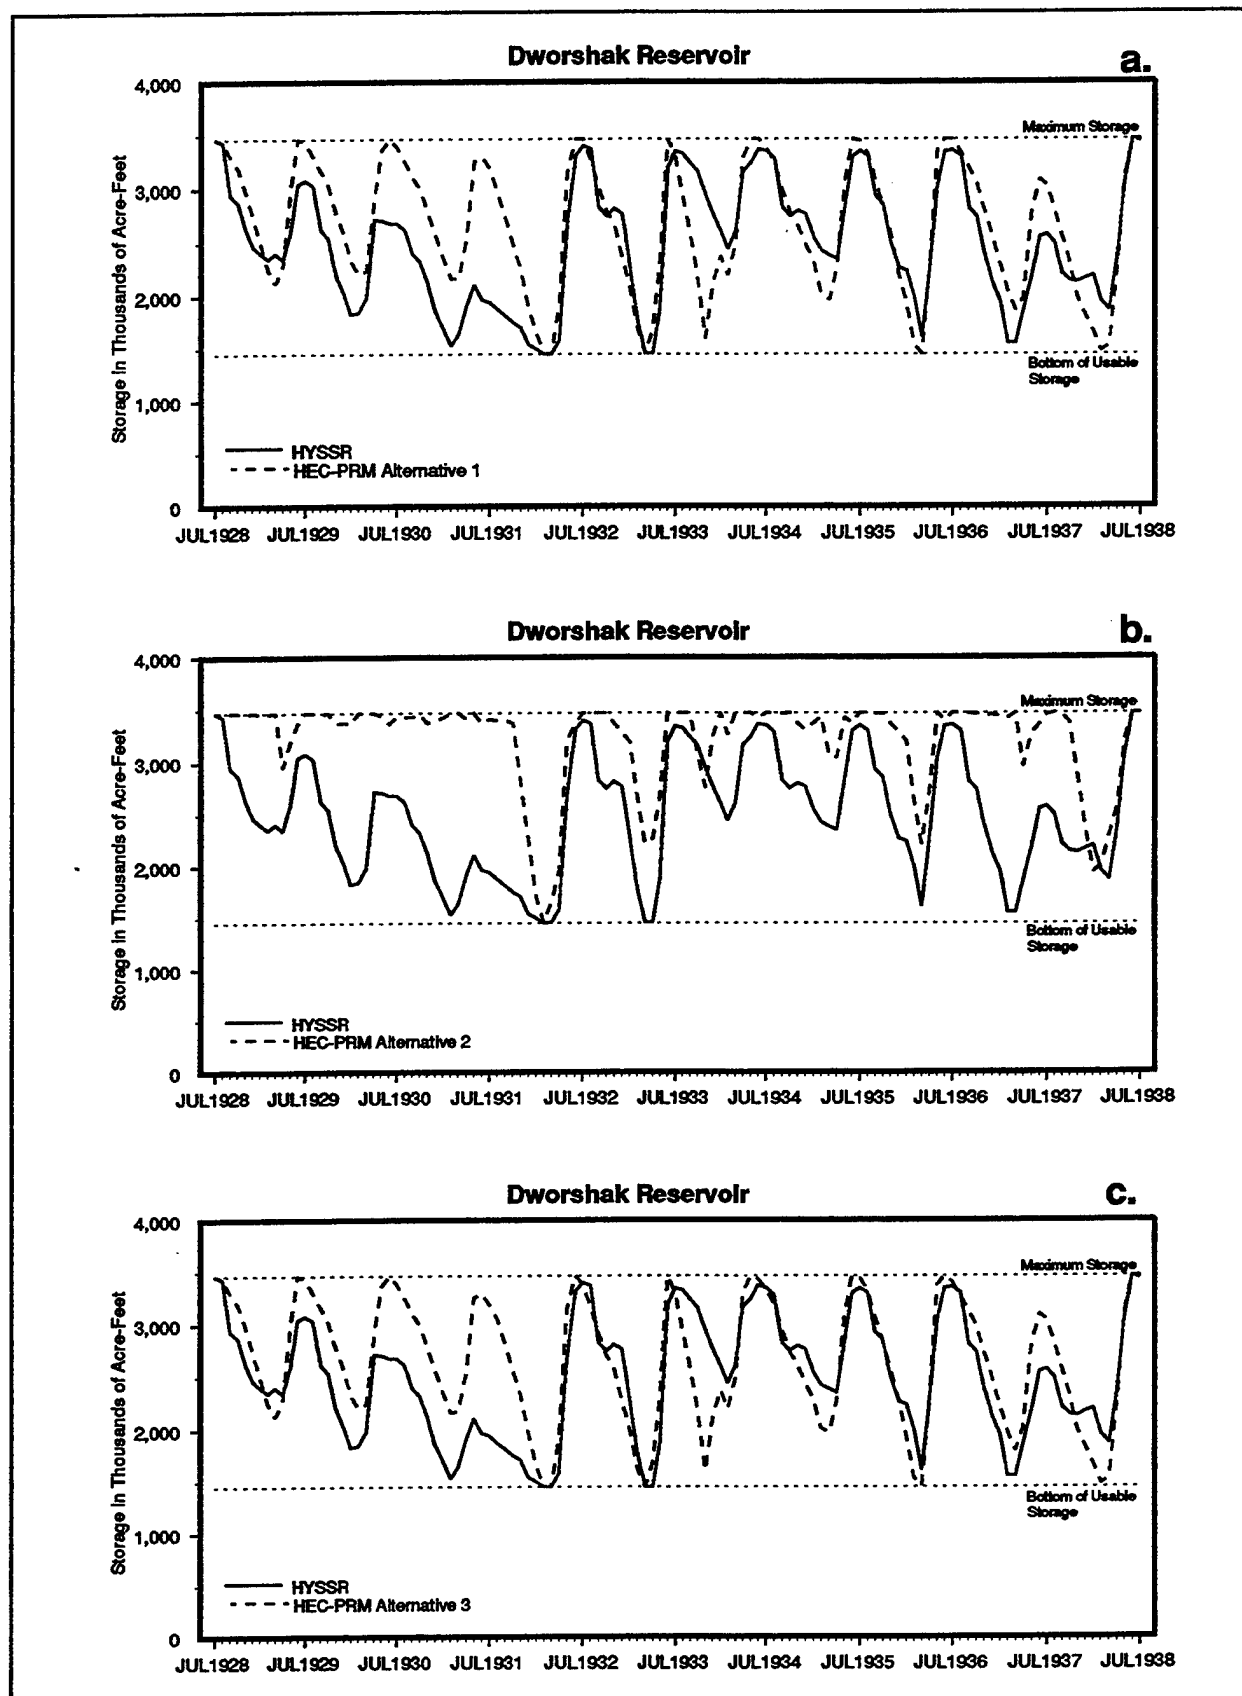 Dworshak Reservoir
a.
4,000
3,000
2,000
1,000
0
Storage in Thousands of Acre-Feet
Maximum Storage
Bottom of Usable
Storage
HYSSR
HEC-PRM Alternative 1
JUL1928 JUL1929 JUL1930 JUL1931 JUL1932 JUL1933 JUL1934 JUL1935 JUL1936 JUL1937 JUL1938
Dworshak Reservoir
b.
4,000
3,000
2,000
1,000
0
Storage in Thousands of Acre-Feet
Maximum Storage
Bottom of Usable
Storage
HYSSR
HEC-PRM Alternative 2
JUL1928 JUL1929 JUL1930 JUL1931 JUL1932 JUL1933 JUL1934 JUL1935 JUL1936 JUL1937 JUL1938
Dworshak Reservoir
c.
4,000
3,000
2,000
1,000
0
Storage in Thousands of Acre-Feet
Maximum Storage
Bottom of Usable
Storage
HYSSR
HEC-PRM Alternative 3
JUL1928 JUL1929 JUL1930 JUL1931 JUL1932 JUL1933 JUL1934 JUL1935 JUL1936 JUL1937 JUL1938